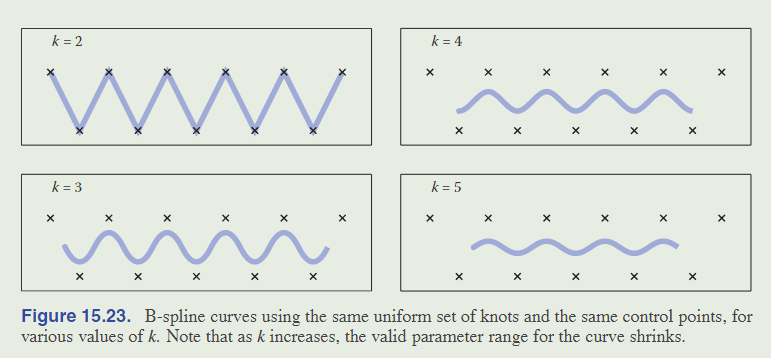 k = 2
k = 4
k = 3
k = 5
Figure 15.23. B-spline curves using the same uniform set of knots and the same control points, for
various values of k. Note that as k increases, the valid parameter range for the curve shrinks.